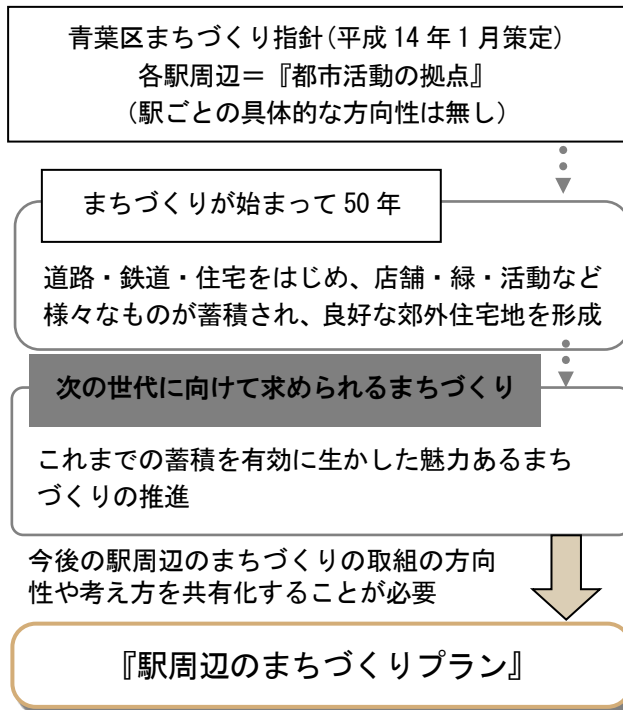 青葉区まちづくり指針(平成14年1月策定)
各駅周辺＝『都市活動の拠点』
(駅ごとの具体的な方向性は無し)
まちづくりが始まって50年
道路・鉄道・住宅をはじめ、店舗・緑・活動など
様々なものが蓄積され、良好な郊外住宅地を形成
次の世代に向けて求められるまちづくり
これまでの蓄積を有効に生かした魅力あるまち
づくりの推進
今後の駅周辺のまちづくりの取組の方向
性や考え方を共有化することが必要
『駅周辺のまちづくりプラン』